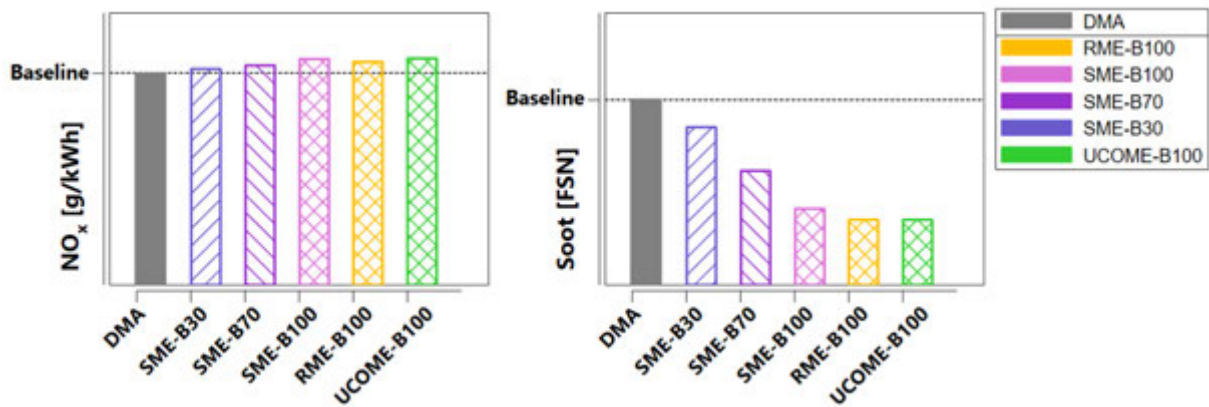 Baseline
NOx [g/kWh]
DMA
SME-B30
SME-B70
SME-B100
RME-B100
UCOME-B100
Baseline
Soot [FSN]
DMA
SME-B30
SME-B70
SME-B100
RME-B100
UCOME-B100
DMA
RME-B100
SME-B100
SME-B70
SME-B30
UCOME-B100